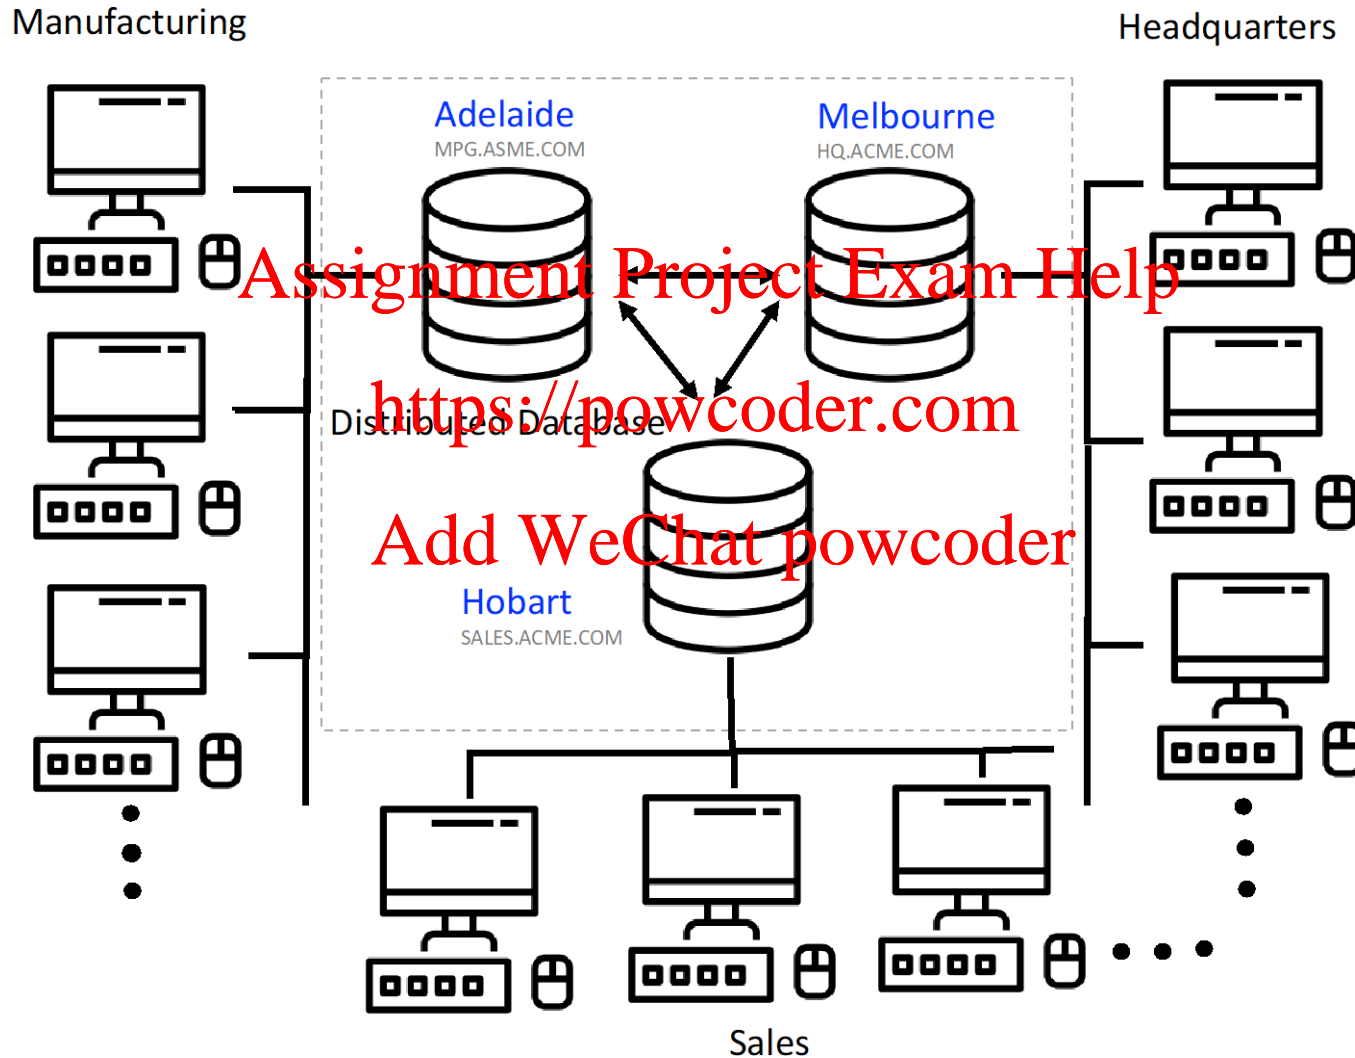 Manufacturing
Headquarters
Adelaide
MPG.ASME.COM
Melbourne
HQ.ACME.COM
Assignment Project Exam Help
https://powcoder.com
Distributed Database
Add WeChat powcoder
Hobart
SALES.ACME.COM
Sales